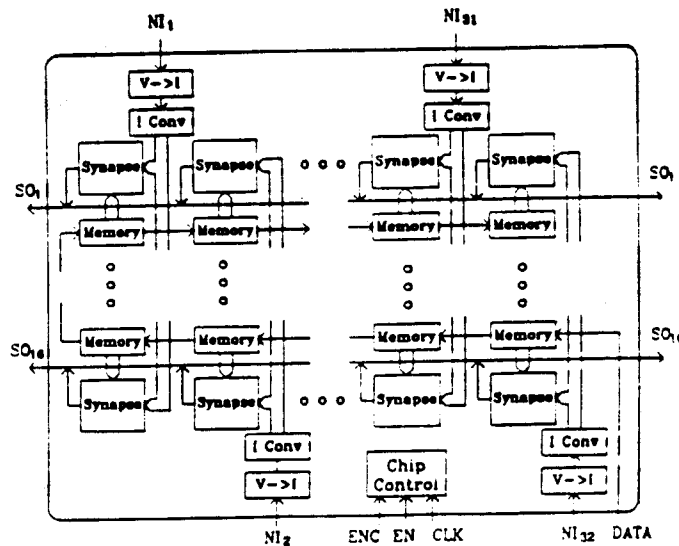 NI1 NI31
V->I V->I
I Conv I Conv
Synapse Synapse Synapse Synapse
SO1 SO1
Memory Memory Memory Memory
Memory Memory Memory Memory
SO16 SO16
Synapse Synapse Synapse Synapse
I Conv Chip I Conv
V->I Control V->I
NI2 ENC EN CLK NI32 DATA